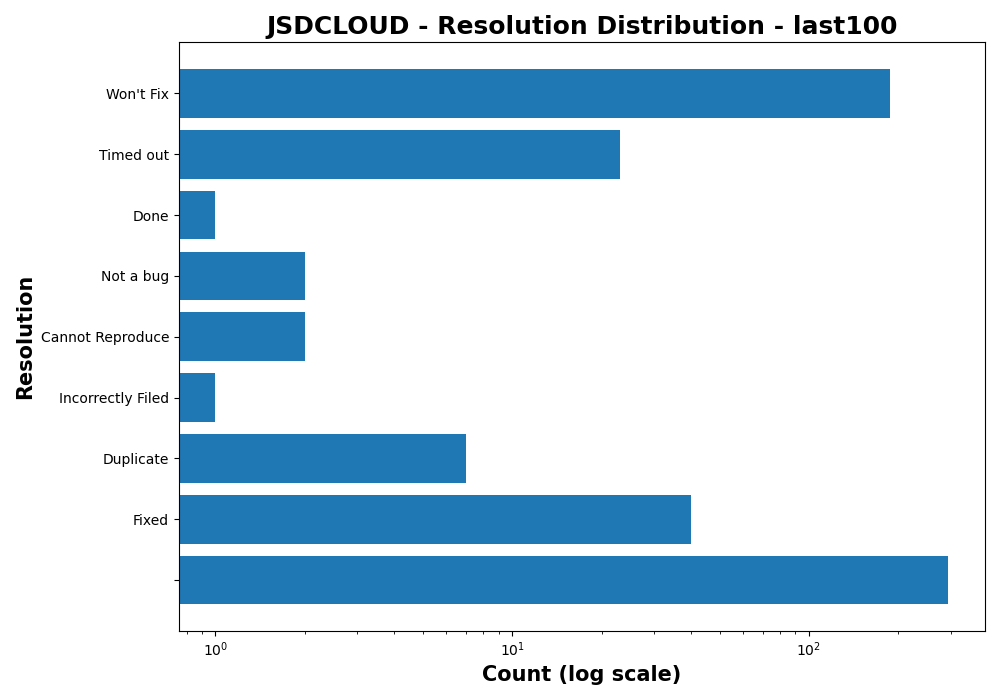 JSDCLOUD - Resolution Distribution - last100
Resolution
Won't Fix
Timed out
Done
Not a bug
Cannot Reproduce
Incorrectly Filed
Duplicate
Fixed
10⁰ 10¹ 10²
Count (log scale)